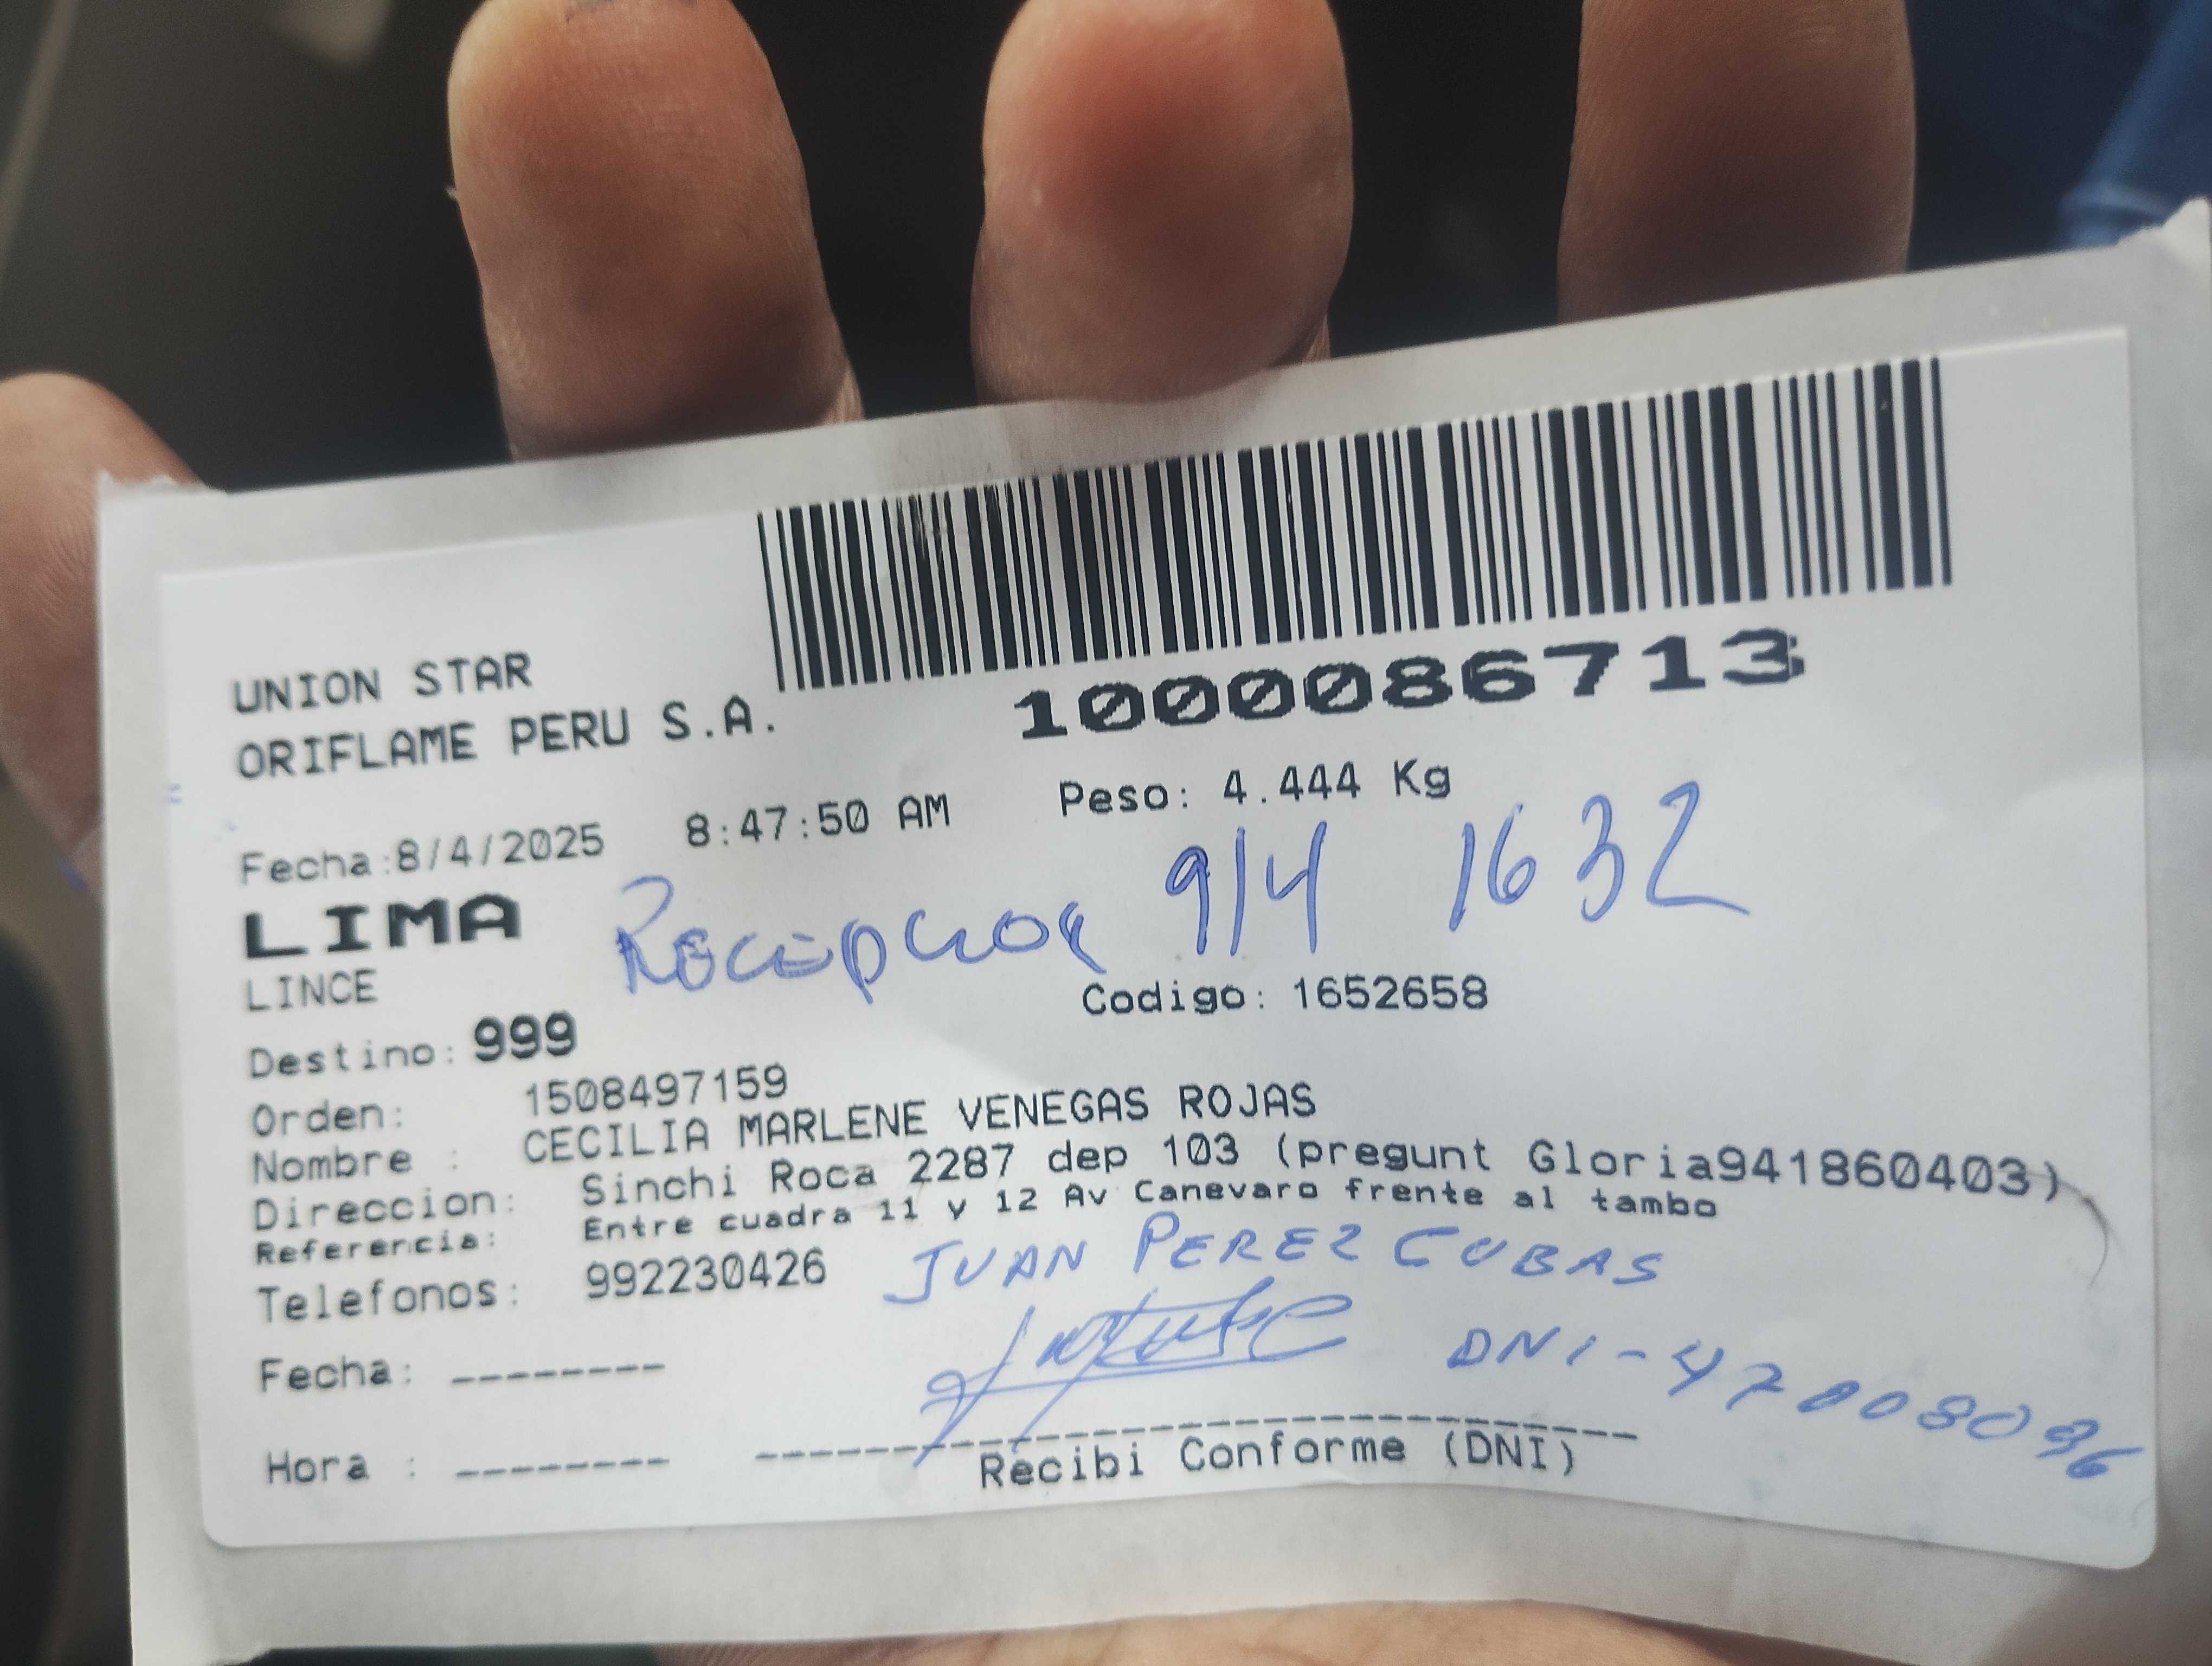 UNION STAR
ORIFLAME PERU S.A.
1000086713
Fecha:8/4/2025 8:47:50 AM Peso: 4.444 Kg
LIMA Recepcion 9/4 1632
LINCE
Codigo: 1652658
Destino: 999
Orden: 1508497159
Nombre : CECILIA MARLENE VENEGAS ROJAS
Direccion: Sinchi Roca 2287 dep 103 (pregunt Gloria941860403)
Referencia: Entre cuadra 11 y 12 Av Canevaro frente al tambo
Telefonos: 992230426 JUAN PEREZ CUBAS
DNI-
Fecha: --------
Hora : --------
Recibi Conforme (DNI)